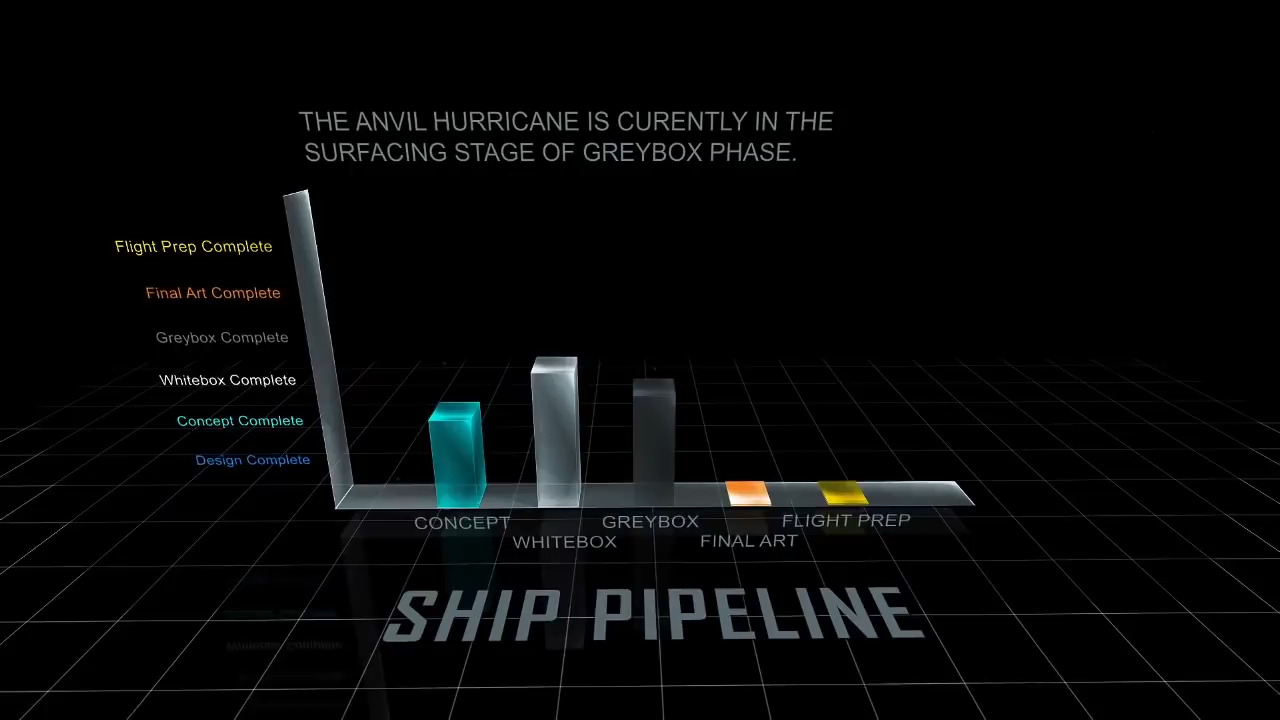 THE ANVIL HURRICANE IS CURENTLY IN THE
SURFACING STAGE OF GREYBOX PHASE.
Flight Prep Complete
Final Art Complete
Greybox Complete
Whitebox Complete
Concept Complete
Design Complete
CONCEPT
WHITEBOX
GREYBOX
FINAL ART
FLIGHT PREP
SHIP PIPELINE